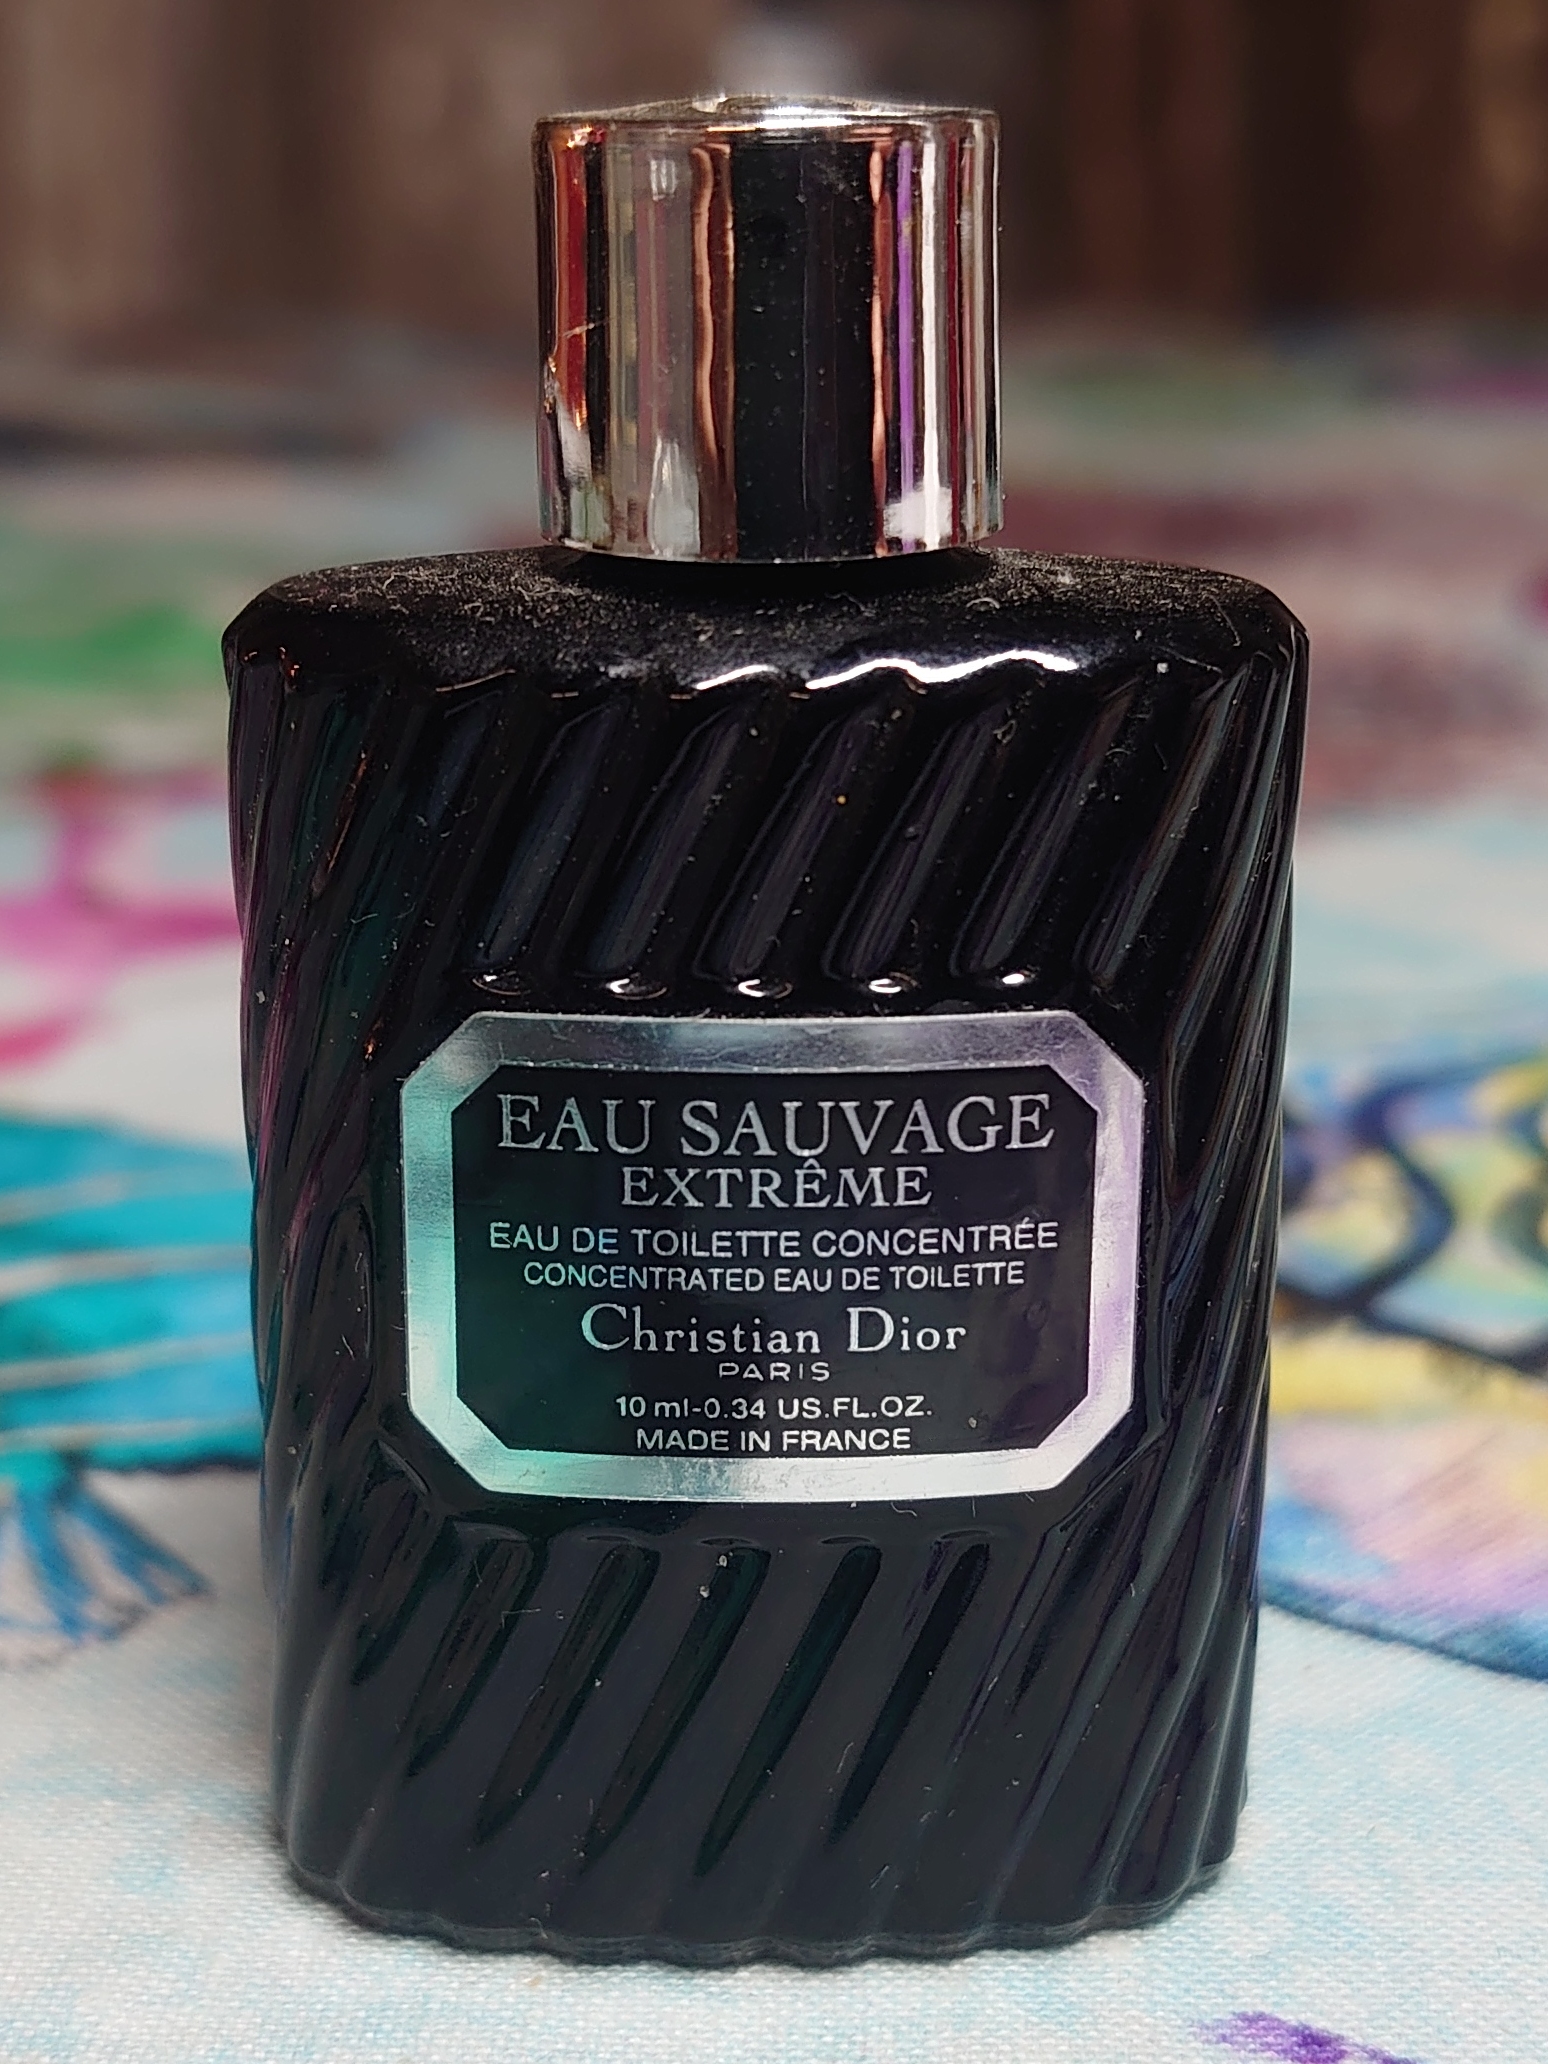 EAU SAUVAGE
EXTRÊME
EAU DE TOILETTE CONCENTRÉE
CONCENTRATED EAU DE TOILETTE
Christian Dior
PARIS
10 ml-0.34 US.FL.OZ.
MADE IN FRANCE